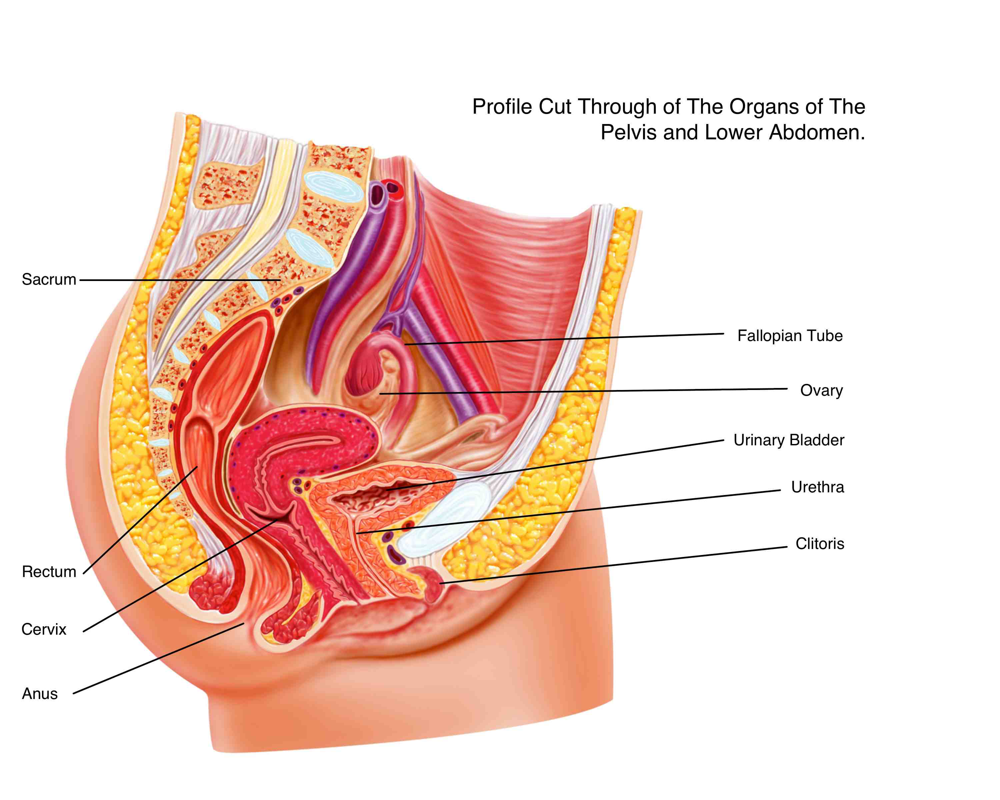 Profile Cut Through of The Organs of The
Pelvis and Lower Abdomen.
Sacrum
Rectum
Cervix
Anus
Fallopian Tube
Ovary
Urinary Bladder
Urethra
Clitoris